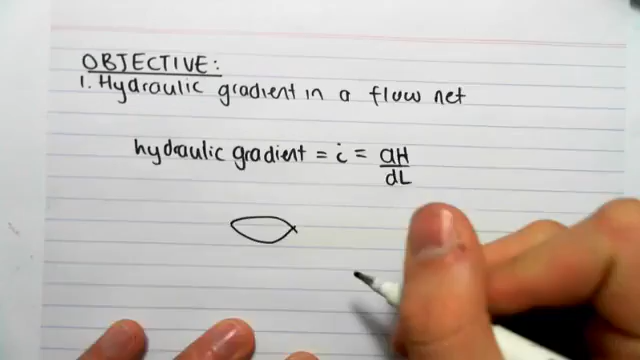 OBJECTIVE:
1. Hydraulic gradient in a flow net
hydraulic gradient = i = dH/dL